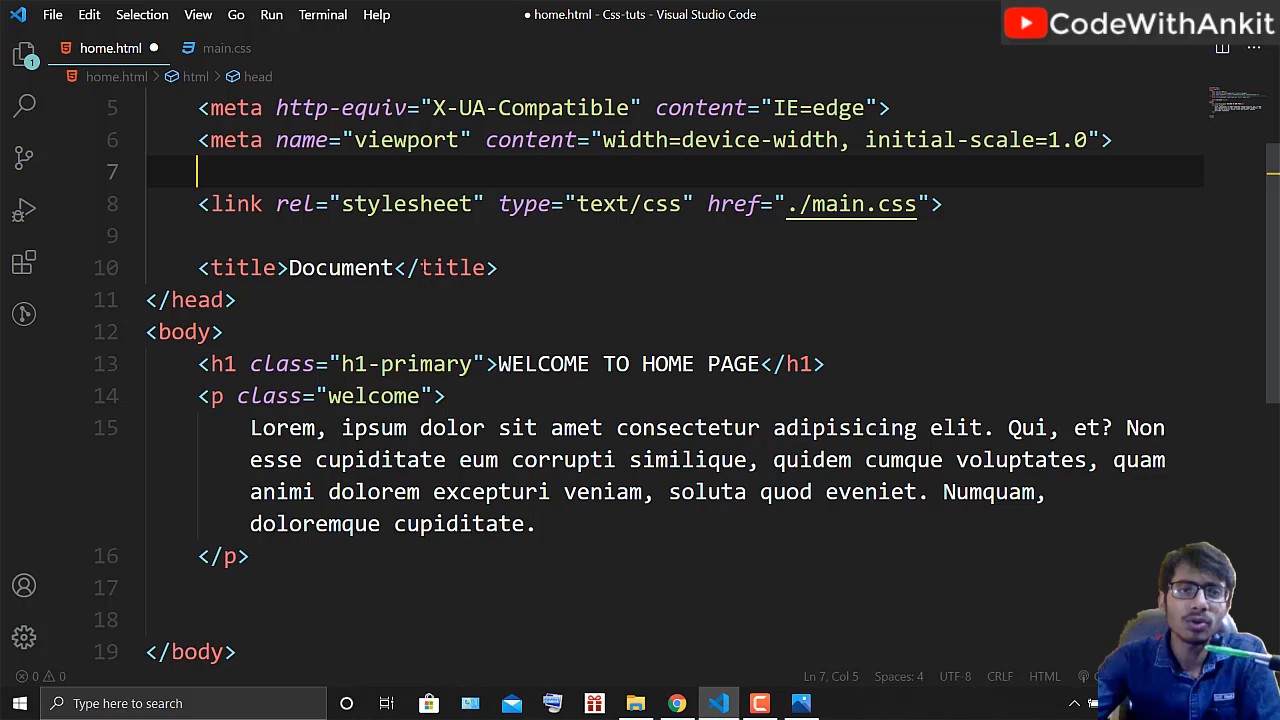 File Edit Selection View Go Run Terminal Help
● home.html - Css-tuts - Visual Studio Code
CodeWithAnkit
home.html ●
main.css
home.html > html > head
1
5 <meta http-equiv="X-UA-Compatible" content="IE=edge">
6 <meta name="viewport" content="width=device-width, initial-scale=1.0">
7
8 <link rel="stylesheet" type="text/css" href="./main.css">
9
10 <title>Document</title>
11 </head>
12 <body>
13 <h1 class="h1-primary">WELCOME TO HOME PAGE</h1>
14 <p class="welcome">
15 Lorem, ipsum dolor sit amet consectetur adipisicing elit. Qui, et? Non
esse cupiditate eum corrupti similique, quidem cumque voluptates, quam
animi dolorem excepturi veniam, soluta quod eveniet. Numquam,
doloremque cupiditate.
16 </p>
17
18
19 </body>
0 0 Ln 7, Col 5 Spaces: 4 UTF-8 CRLF HTML
Type here to search